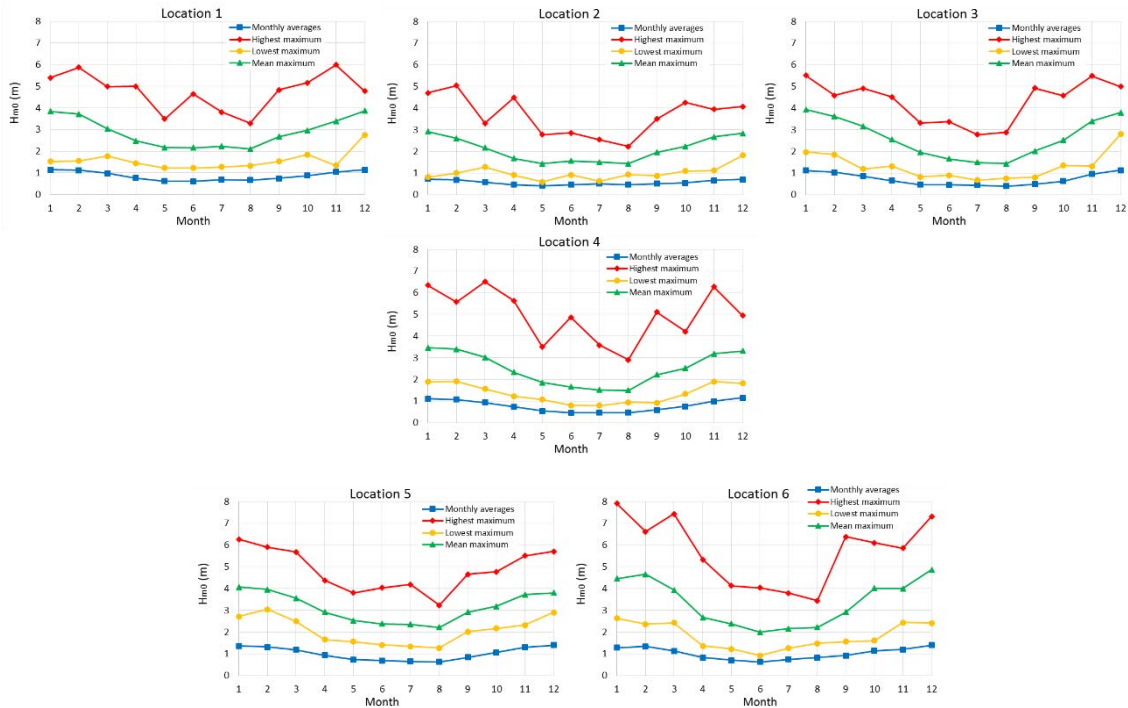 Location 1
Monthly averages
Highest maximum
Lowest maximum
Mean maximum
Hm0 (m)
8
7
6
5
4
3
2
1
0
1 2 3 4 5 6 7 8 9 10 11 12
Month
Location 2
Monthly averages
Highest maximum
Lowest maximum
Mean maximum
Hm0 (m)
8
7
6
5
4
3
2
1
0
1 2 3 4 5 6 7 8 9 10 11 12
Month
Location 3
Monthly averages
Highest maximum
Lowest maximum
Mean maximum
Hm0 (m)
8
7
6
5
4
3
2
1
0
1 2 3 4 5 6 7 8 9 10 11 12
Month
Location 4
Monthly averages
Highest maximum
Lowest maximum
Mean maximum
Hm0 (m)
8
7
6
5
4
3
2
1
0
1 2 3 4 5 6 7 8 9 10 11 12
Month
Location 5
Monthly averages
Highest maximum
Lowest maximum
Mean maximum
Hm0 (m)
8
7
6
5
4
3
2
1
0
1 2 3 4 5 6 7 8 9 10 11 12
Month
Location 6
Monthly averages
Highest maximum
Lowest maximum
Mean maximum
Hm0 (m)
8
7
6
5
4
3
2
1
0
1 2 3 4 5 6 7 8 9 10 11 12
Month